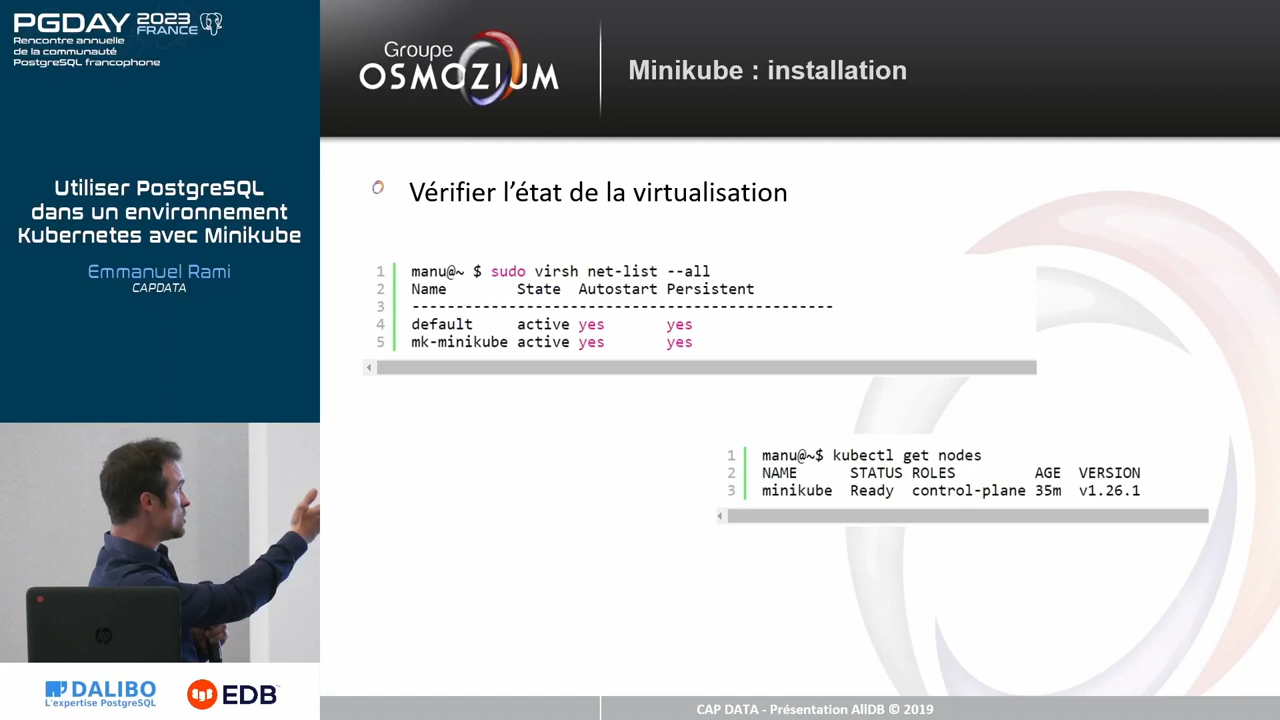 PGDAY 2023 FRANCE
Rencontre annuelle
de la communauté
PostgreSQL francophone
Utiliser PostgreSQL
dans un environnement
Kubernetes avec Minikube
Emmanuel Rami
CAPDATA
Groupe
OSMOZIUM
Minikube : installation
Vérifier l’état de la virtualisation
1 manu@~ $ sudo virsh net-list --all
2 Name State Autostart Persistent
3 ------------------------------------------------
4 default active yes yes
5 mk-minikube active yes yes
1 manu@~$ kubectl get nodes
2 NAME STATUS ROLES AGE VERSION
3 minikube Ready control-plane 35m v1.26.1
hp
DALIBO
L'expertise PostgreSQL
EDB
CAP DATA - Présentation AllDB © 2019